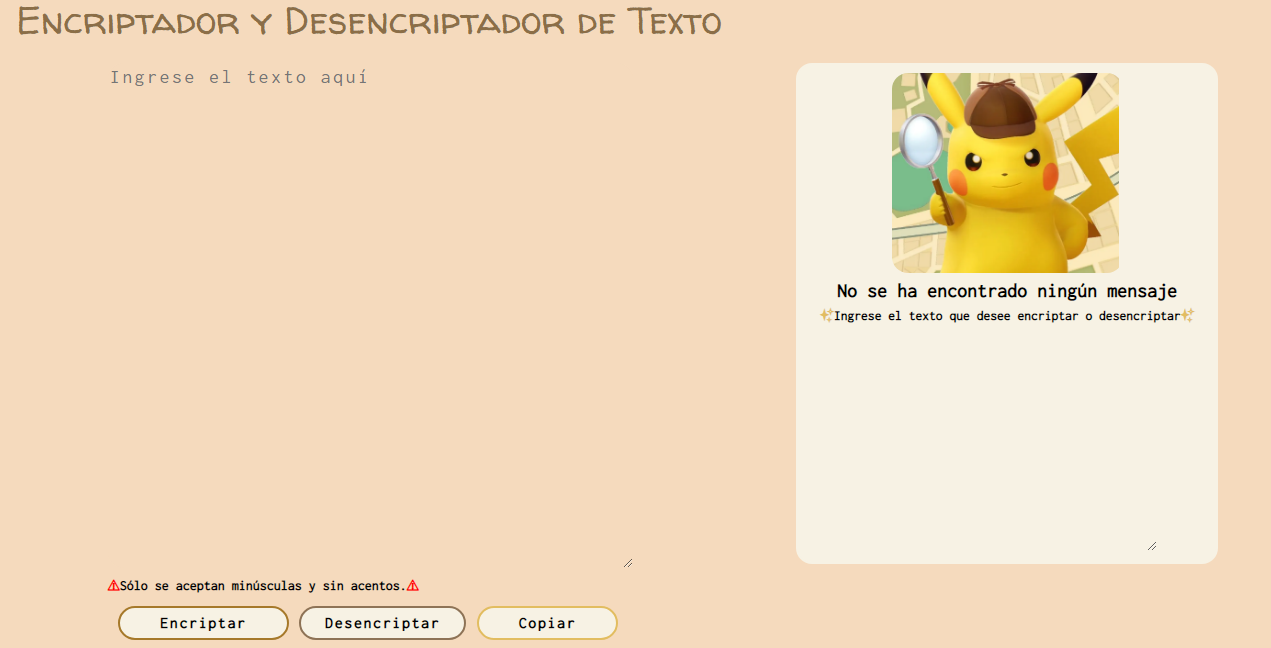 Encriptador y Desencriptador de Texto
Ingrese el texto aquí
No se ha encontrado ningún mensaje
✨Ingrese el texto que desee encriptar o desencriptar✨
⚠Sólo se aceptan minúsculas y sin acentos.⚠
Encriptar
Desencriptar
Copiar